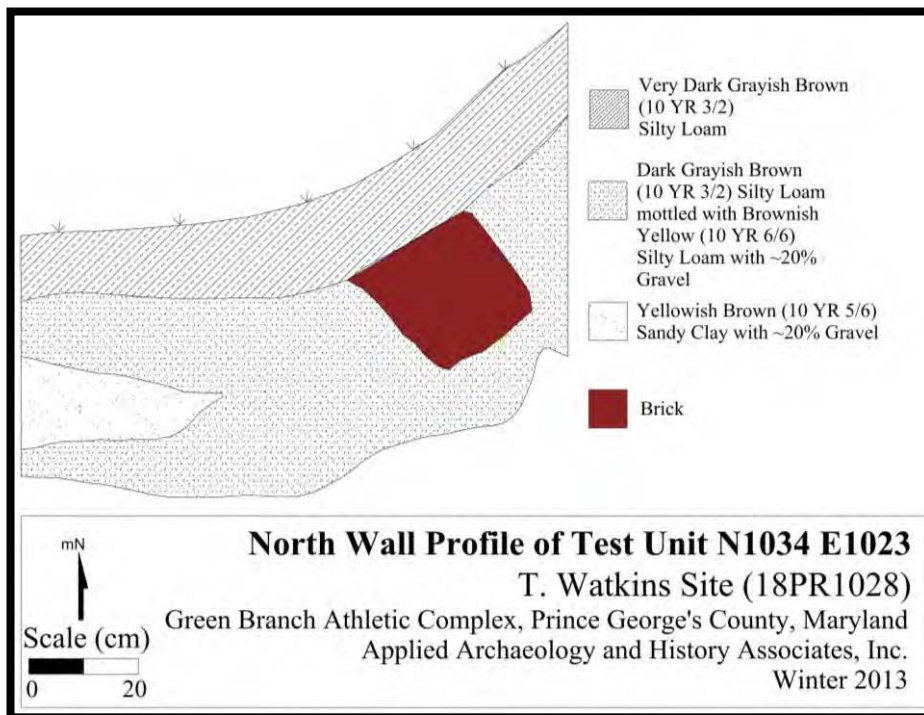 Very Dark Grayish Brown
(10 YR 3/2)
Silty Loam
Dark Grayish Brown
(10 YR 3/2) Silty Loam
mottled with Brownish
Yellow (10 YR 6/6)
Silty Loam with ~20%
Gravel
Yellowish Brown (10 YR 5/6)
Sandy Clay with ~20% Gravel
Brick
mN
Scale (cm)
0 20
North Wall Profile of Test Unit N1034 E1023
T. Watkins Site (18PR1028)
Green Branch Athletic Complex, Prince George's County, Maryland
Applied Archaeology and History Associates, Inc.
Winter 2013